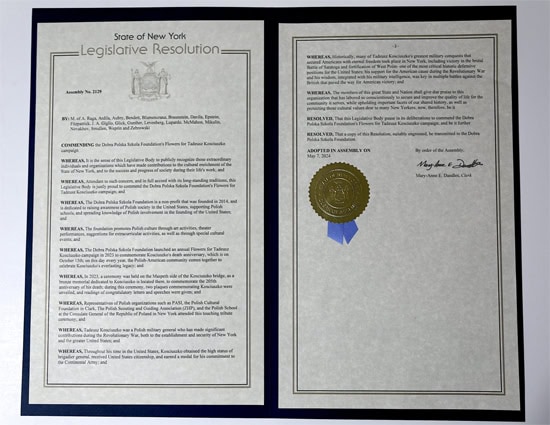 State of New York
Legislative Resolution
Assembly No. 2229
BY: M. of A. Raga, Ardila, Aubry, Bendett, Blumencranz, Buttenschon, Davila, Epstein,
Fitzpatrick, J. A. Giglio, Glick, Gunther, Levenberg, Lupardo, McMahon, Mikulin,
Novakhov, Smullen, Woerner and Zebrowski
COMMENDING the Dobra Polska Szkola Foundation's Flowers for Tadeusz Kosciuszko
campaign.
WHEREAS, It is the sense of this Legislative Body to publicly recognize those extraordinary
individuals and organizations which have made contributions to the cultural enrichment of the
State of New York, and to the success and progress of society during their life's work; and
WHEREAS, Attendant to such concern, and in full accord with its long-standing traditions, this
Legislative Body is justly proud to commend the Dobra Polska Szkola Foundation's Flowers for
Tadeusz Kosciuszko campaign; and
WHEREAS, The Dobra Polska Szkola Foundation is a non-profit that was founded in 2014, and
is dedicated to raising awareness of Polish society in the United States, supporting Polish
schools, and spreading knowledge of Polish involvement in the founding of the United States;
and
WHEREAS, The foundation promotes Polish culture through art activities, theater
performances, suggestions for extracurricular activities, as well as through special cultural
events; and
WHEREAS, The Dobra Polska Szkola Foundation launched an annual Flowers for Tadeusz
Kosciuszko campaign in 2021 to commemorate Kosciuszko's death anniversary, which is on
October 15th; on this day every year, the polish-American community comes together to
celebrate Kosciuszko's everlasting legacy; and
WHEREAS, In 2023, a ceremony was held on the Maspeth side of the Kosciuszko bridge, as a
bronze memorial dedicated to Kosciuszko is located there, to commemorate the 205th
anniversary of his death; during this ceremony, two plaques commemorating Kosciuszko were
unveiled, and readings of congratulatory letters and speeches were given; and
WHEREAS, Representatives of Polish organizations such as PASI, the Polish Cultural
Foundation in Clark, The Polish Scouting and Guiding Association (ZHP), and the Polish School
at the Consulate General of the Republic of Poland in New York attended this touching tribute
ceremony; and
WHEREAS, Tadeusz Kosciuszko was a Polish military general who has made significant
contributions during the Revolutionary War, both to the establishment and security of New York
and for greater United States; and
WHEREAS, Throughout his time in the United States, Kosciuszko obtained the high status of
brigadier general, received United States citizenship, and earned a medal for his commitment to
the Continental Army; and
-2-
WHEREAS, Historically, many of Tadeusz Kosciuszko's greatest military conquests that
secured Americans with eternal freedom took place in New York, including victory in the brutal
Battle of Saratoga and fortification of West Point, one of the most critical historic defensive
positions for the United States; his support for the American cause during the Revolutionary War
and his wisdom, integrated with his military intelligence, was key in multiple battles against the
British that paved the way for American victory; and
WHEREAS, The members of this great State and Nation shall give due praise to this
organization that has labored so conscientiously to secure and improve the quality of life for the
community it serves, while upholding important facets of our shared history, as well as
promoting those cultural values dear to many New Yorkers; now, therefore, be it
RESOLVED, That this Legislative Body pause in its deliberations to commend the Dobra
Polska Szkola Foundation's Flowers for Tadeusz Kosciuszko campaign; and be it further
RESOLVED, That a copy of this Resolution, suitably engrossed, be transmitted to the Dobra
Polska Szkola Foundation.
ADOPTED IN ASSEMBLY ON
May 7, 2024
By order of the Assembly,
Mary-Anne E. Dandles, Clerk